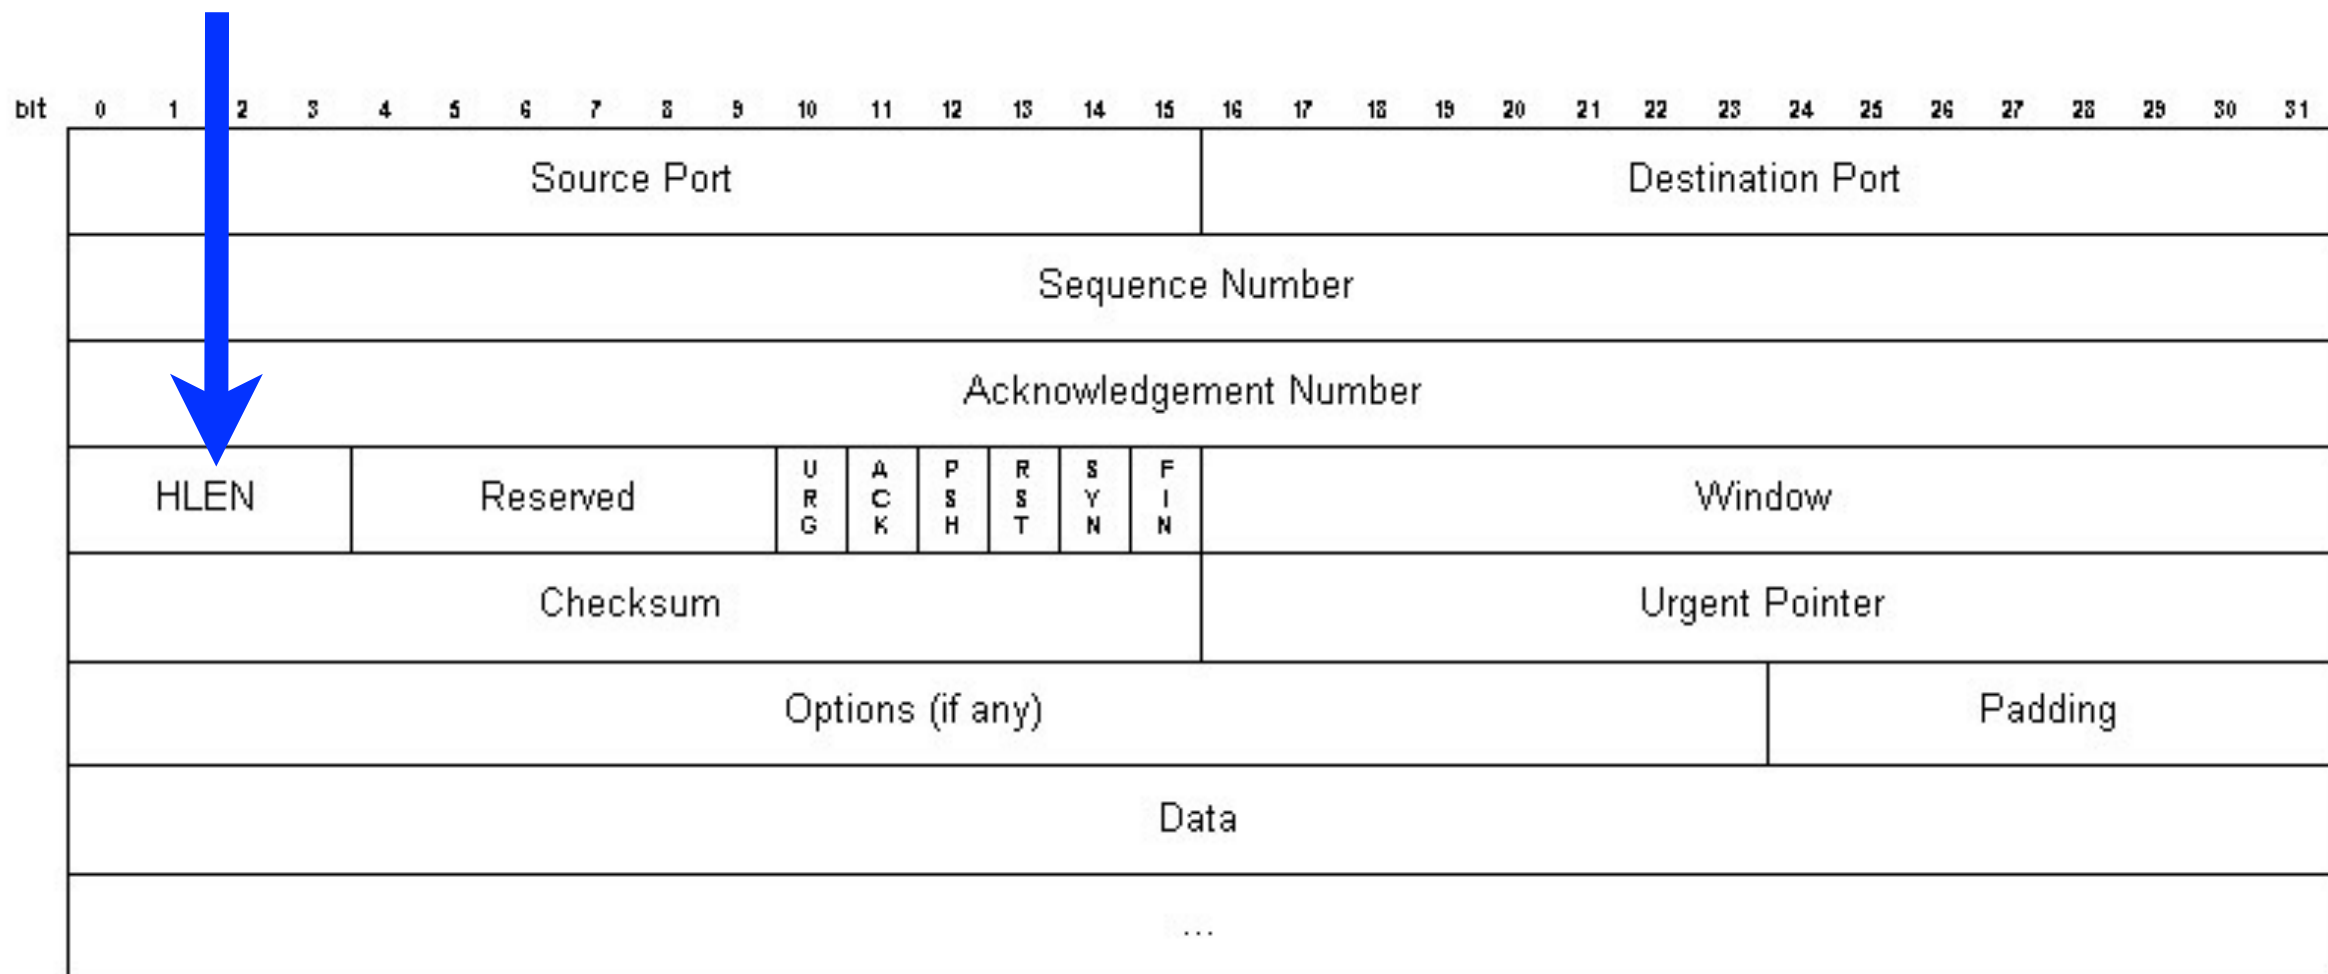 bit 0 1 2 3 4 5 6 7 8 9 10 11 12 13 14 15 16 17 18 19 20 21 22 23 24 25 26 27 28 29 30 31
Source Port Destination Port
Sequence Number
Acknowledgement Number
HLEN Reserved URG ACK PSH RST SYN FIN Window
Checksum Urgent Pointer
Options (if any) Padding
Data
...